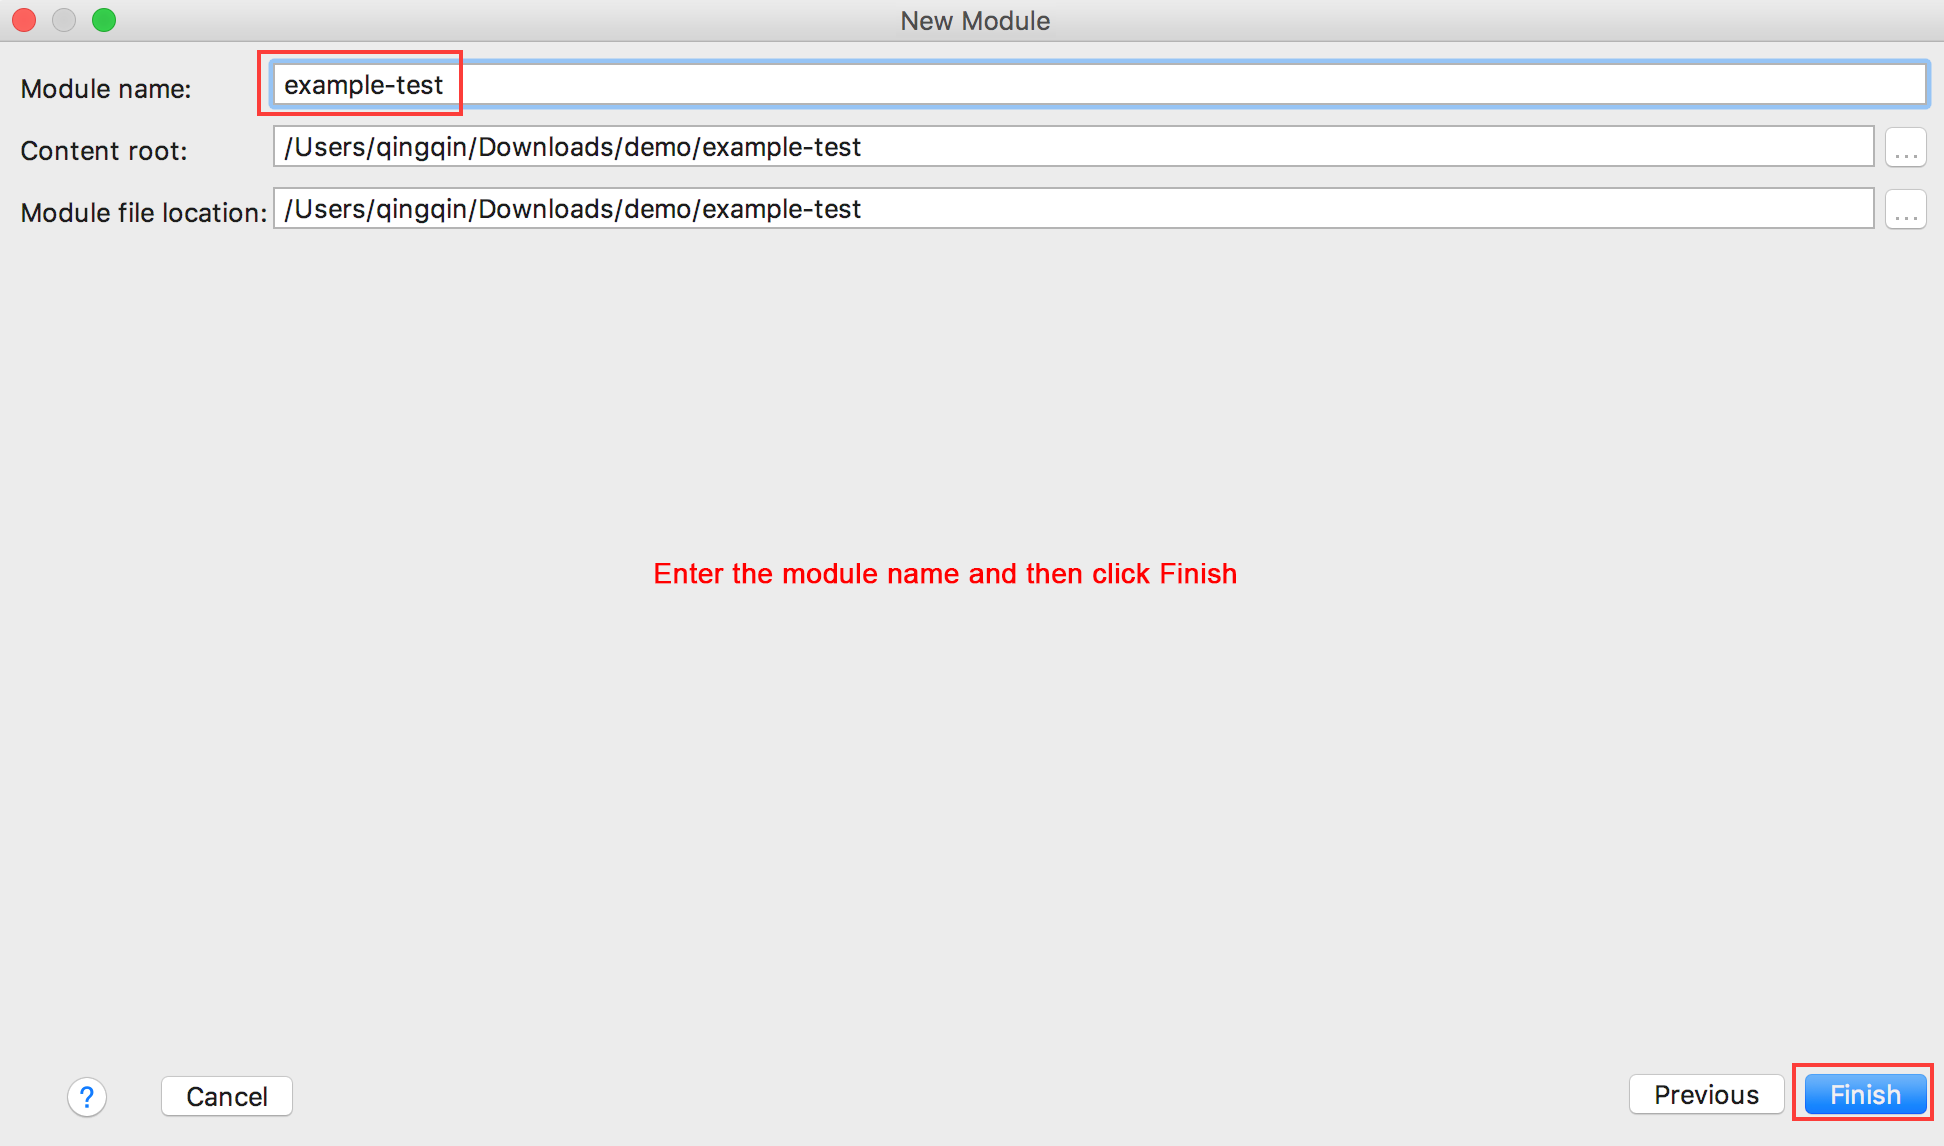 New Module
Module name: example-test
Content root: /Users/qingqin/Downloads/demo/example-test ...
Module file location: /Users/qingqin/Downloads/demo/example-test ...
Enter the module name and then click Finish
? Cancel Previous Finish